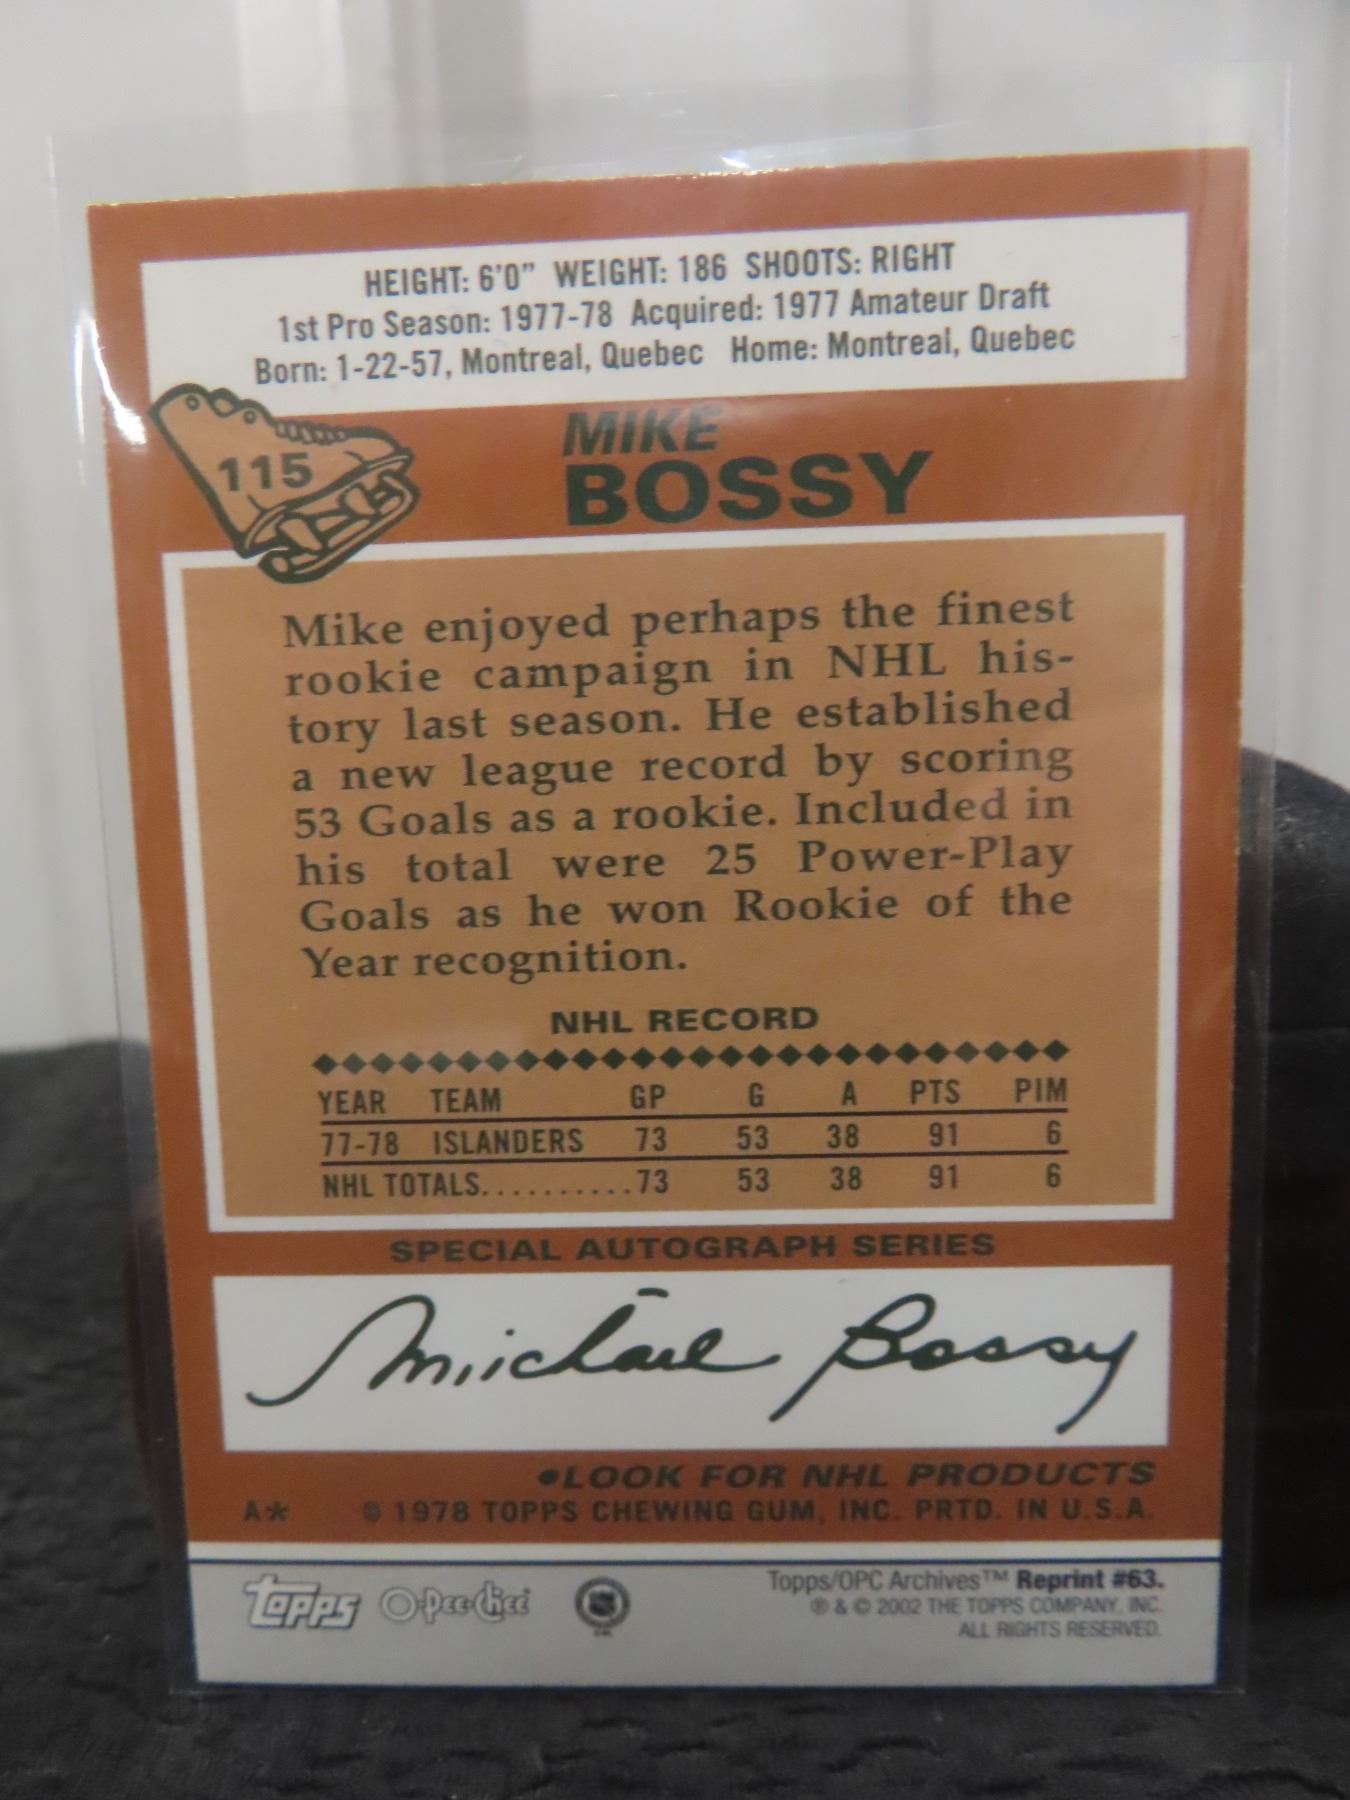 HEIGHT: 6'0" WEIGHT: 186 SHOOTS: RIGHT
1st Pro Season: 1977-78 Acquired: 1977 Amateur Draft
Born: 1-22-57, Montreal, Quebec Home: Montreal, Quebec
115
MIKE
BOSSY
Mike enjoyed perhaps the finest
rookie campaign in NHL his-
tory last season. He established
a new league record by scoring
53 Goals as a rookie. Included in
his total were 25 Power-Play
Goals as he won Rookie of the
Year recognition.
NHL RECORD
YEAR TEAM GP G A PTS PIM
77-78 ISLANDERS 73 53 38 91 6
NHL TOTALS...........73 53 38 91 6
SPECIAL AUTOGRAPH SERIES
Michael Bossy
•LOOK FOR NHL PRODUCTS
A* © 1978 TOPPS CHEWING GUM, INC. PRTD. IN U.S.A.
Topps O-Pee-Chee
Topps/OPC Archives™ Reprint #63.
® & © 2002 THE TOPPS COMPANY, INC.
ALL RIGHTS RESERVED.